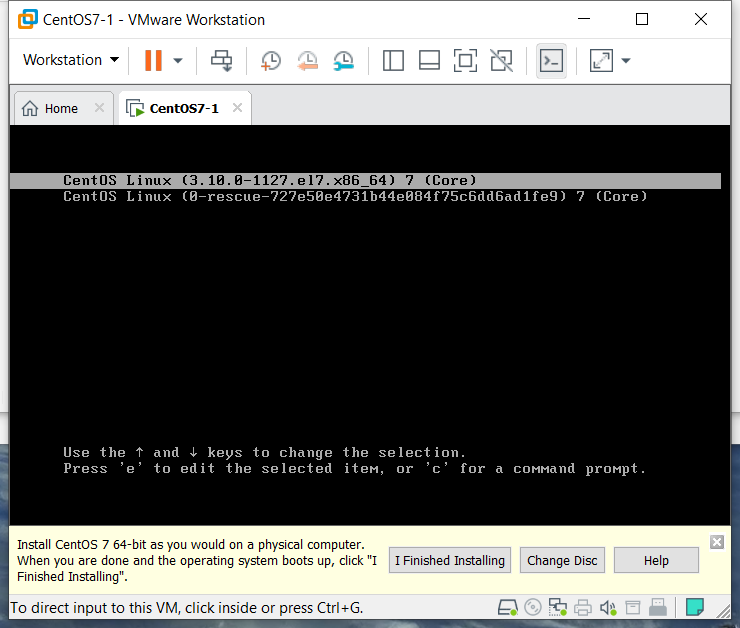 CentOS7-1 - VMware Workstation
Workstation
Home
CentOS7-1
CentOS Linux (3.10.0-1127.el7.x86_64) 7 (Core)
CentOS Linux (0-rescue-727e50e4731b44e084f75c6dd6ad1fe9) 7 (Core)
Use the ↑ and ↓ keys to change the selection.
Press 'e' to edit the selected item, or 'c' for a command prompt.
Install CentOS 7 64-bit as you would on a physical computer.
When you are done and the operating system boots up, click "I
Finished Installing".
I Finished Installing
Change Disc
Help
To direct input to this VM, click inside or press Ctrl+G.